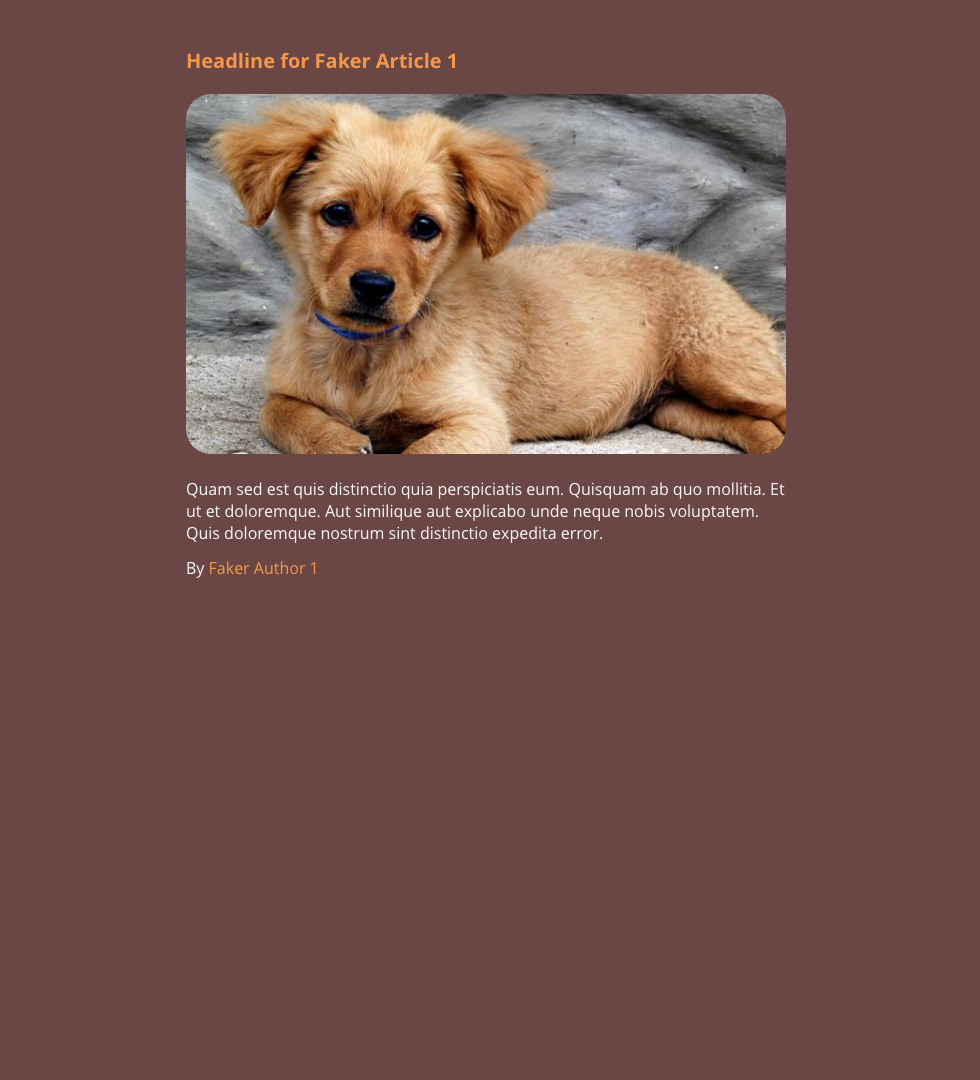 Headline for Faker Article 1
Quam sed est quis distinctio quia perspiciatis eum. Quisquam ab quo mollitia. Et
ut et doloremque. Aut similique aut explicabo unde neque nobis voluptatem.
Quis doloremque nostrum sint distinctio expedita error.
By Faker Author 1